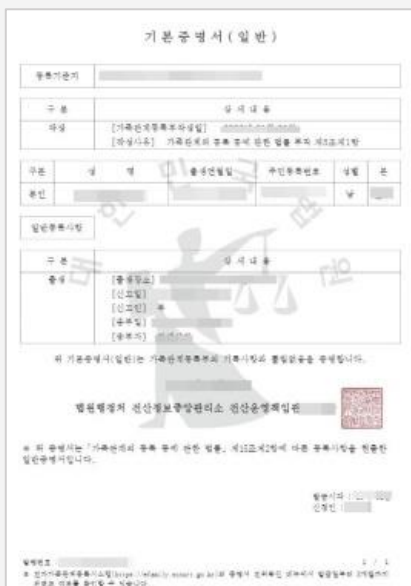 기본증명서(일반)
등록기준지
구 분 상 세 내 용
작성 [가족관계등록부작성일]
[작성사유] 가족관계의 등록 등에 관한 법률 부칙 제3조제1항
구분 성 명 출생연월일 주민등록번호 성별 본
본인 남
일반등록사항
구 분 상 세 내 용
출생 [출생장소]
[신고일]
[신고인] 부
[송부일]
[송부자]
위 기본증명서(일반)는 가족관계등록부의 기록사항과 틀림없음을 증명합니다.
법원행정처 전산정보중앙관리소 전산운영책임관
※ 위 증명서는 「가족관계의 등록 등에 관한 법률」 제15조제2항에 따른 등록사항을 현출한
일반증명서입니다.
발급시각 :
신청인 :
발행번호 1 / 1
대한민국법원